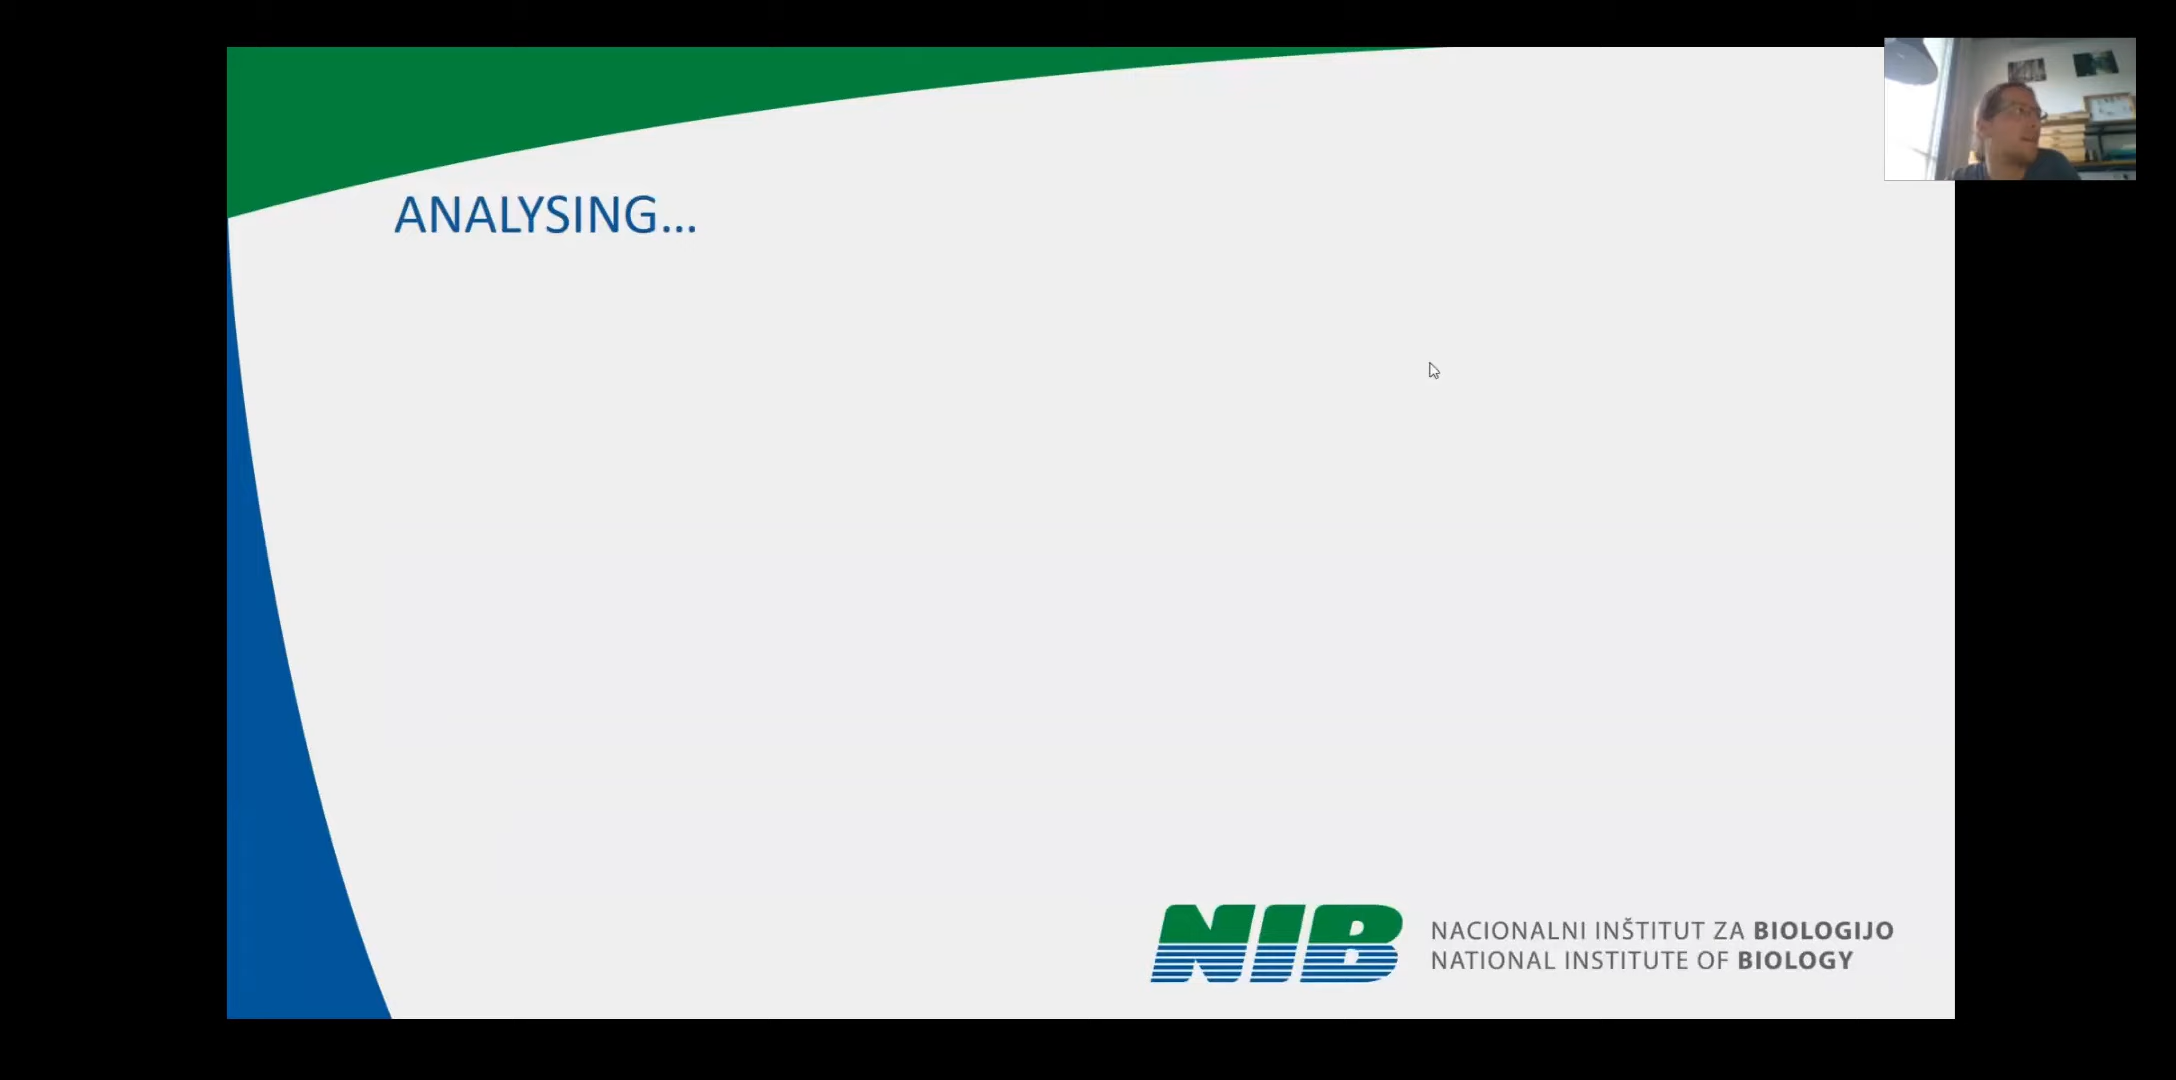 ANALYSING...
NIB
NACIONALNI INŠTITUT ZA BIOLOGIJO
NATIONAL INSTITUTE OF BIOLOGY